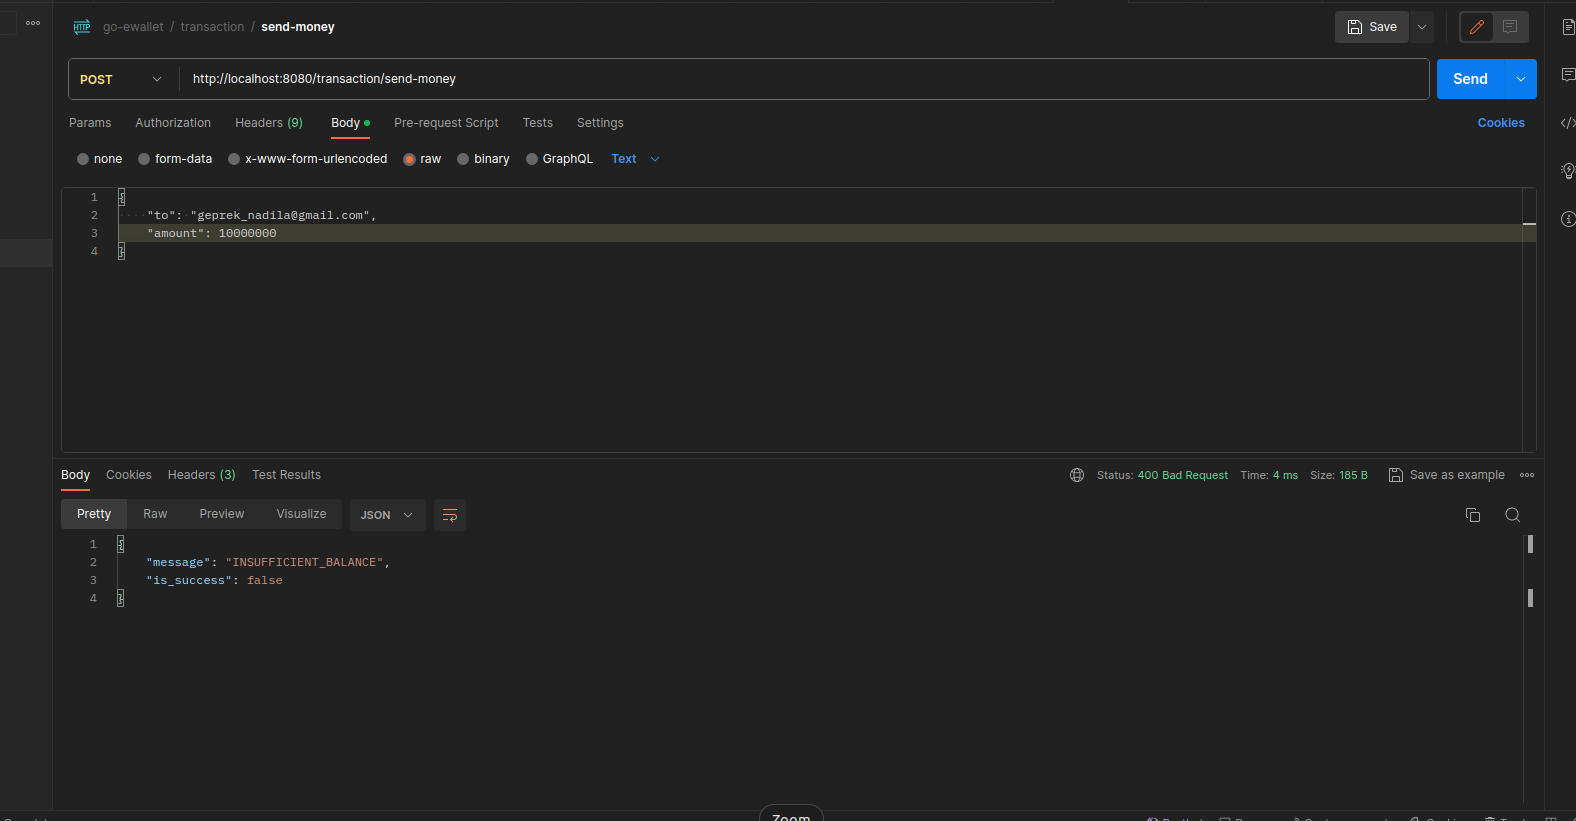 HTTP go-ewallet / transaction / send-money Save
POST http://localhost:8080/transaction/send-money Send
Params Authorization Headers (9) Body Pre-request Script Tests Settings Cookies
none form-data x-www-form-urlencoded raw binary GraphQL Text
1 {
2 "to": "geprek_nadila@gmail.com",
3 "amount": 10000000
4 }
Body Cookies Headers (3) Test Results Status: 400 Bad Request Time: 4 ms Size: 185 B Save as example
Pretty Raw Preview Visualize JSON
1 {
2 "message": "INSUFFICIENT_BALANCE",
3 "is_success": false
4 }
Zoom